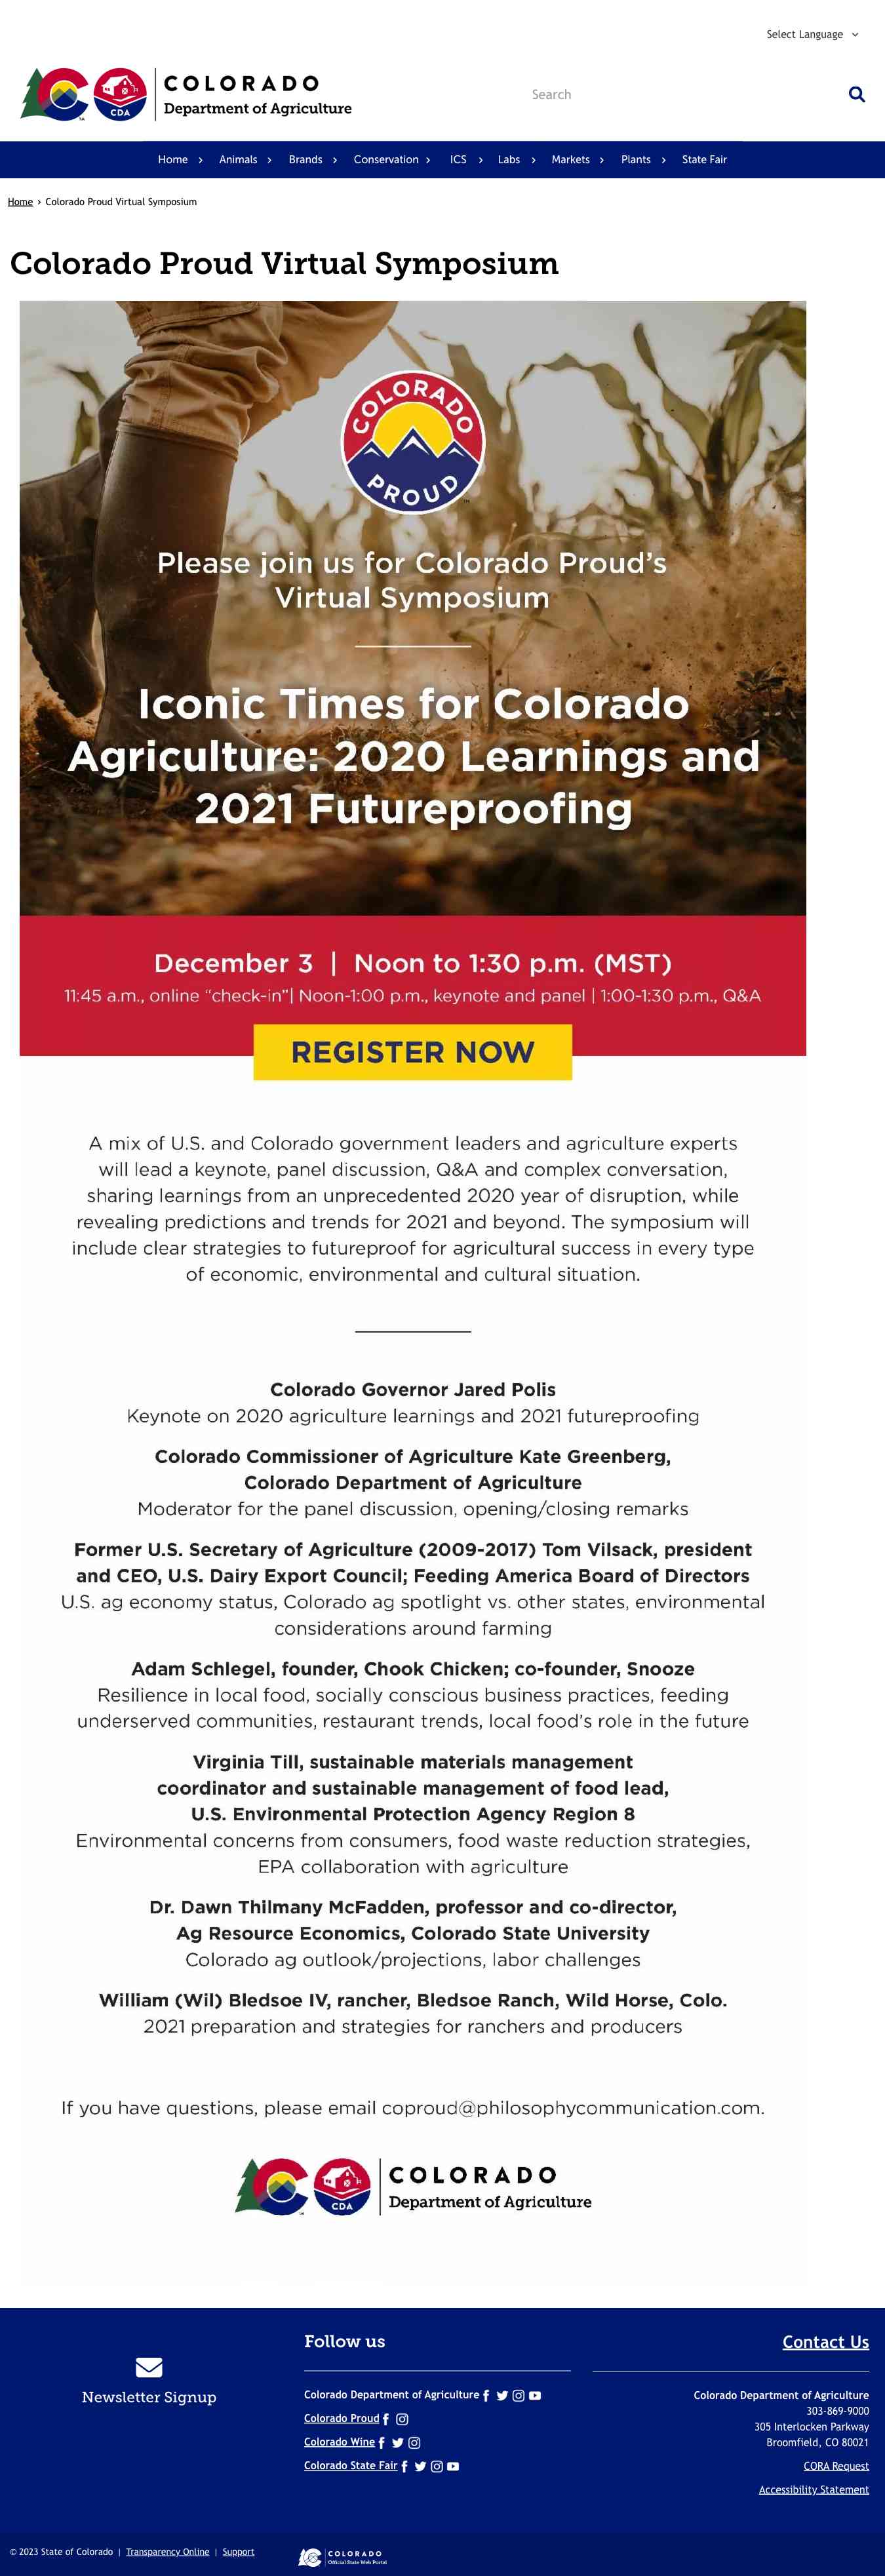 Select Language
CDA
COLORADO
Department of Agriculture
Search
Home Animals Brands Conservation ICS Labs Markets Plants State Fair
Home › Colorado Proud Virtual Symposium
Colorado Proud Virtual Symposium
COLORADO
PROUD
TM
Please join us for Colorado Proud's
Virtual Symposium
Iconic Times for Colorado
Agriculture: 2020 Learnings and
2021 Futureproofing
December 3 | Noon to 1:30 p.m. (MST)
11:45 a.m., online “check-in”| Noon-1:00 p.m., keynote and panel | 1:00-1:30 p.m., Q&A
REGISTER NOW
A mix of U.S. and Colorado government leaders and agriculture experts
will lead a keynote, panel discussion, Q&A and complex conversation,
sharing learnings from an unprecedented 2020 year of disruption, while
revealing predictions and trends for 2021 and beyond. The symposium will
include clear strategies to futureproof for agricultural success in every type
of economic, environmental and cultural situation.
Colorado Governor Jared Polis
Keynote on 2020 agriculture learnings and 2021 futureproofing
Colorado Commissioner of Agriculture Kate Greenberg,
Colorado Department of Agriculture
Moderator for the panel discussion, opening/closing remarks
Former U.S. Secretary of Agriculture (2009-2017) Tom Vilsack, president
and CEO, U.S. Dairy Export Council; Feeding America Board of Directors
U.S. ag economy status, Colorado ag spotlight vs. other states, environmental
considerations around farming
Adam Schlegel, founder, Chook Chicken; co-founder, Snooze
Resilience in local food, socially conscious business practices, feeding
underserved communities, restaurant trends, local food's role in the future
Virginia Till, sustainable materials management
coordinator and sustainable management of food lead,
U.S. Environmental Protection Agency Region 8
Environmental concerns from consumers, food waste reduction strategies,
EPA collaboration with agriculture
Dr. Dawn Thilmany McFadden, professor and co-director,
Ag Resource Economics, Colorado State University
Colorado ag outlook/projections, labor challenges
William (Wil) Bledsoe IV, rancher, Bledsoe Ranch, Wild Horse, Colo.
2021 preparation and strategies for ranchers and producers
If you have questions, please email coproud@philosophycommunication.com.
CDA
COLORADO
Department of Agriculture
Newsletter Signup
Follow us
Colorado Department of Agriculture
Colorado Proud
Colorado Wine
Colorado State Fair
Contact Us
Colorado Department of Agriculture
303-869-9000
305 Interlocken Parkway
Broomfield, CO 80021
CORA Request
Accessibility Statement
© 2023 State of Colorado | Transparency Online | Support
COLORADO
Official State Web Portal